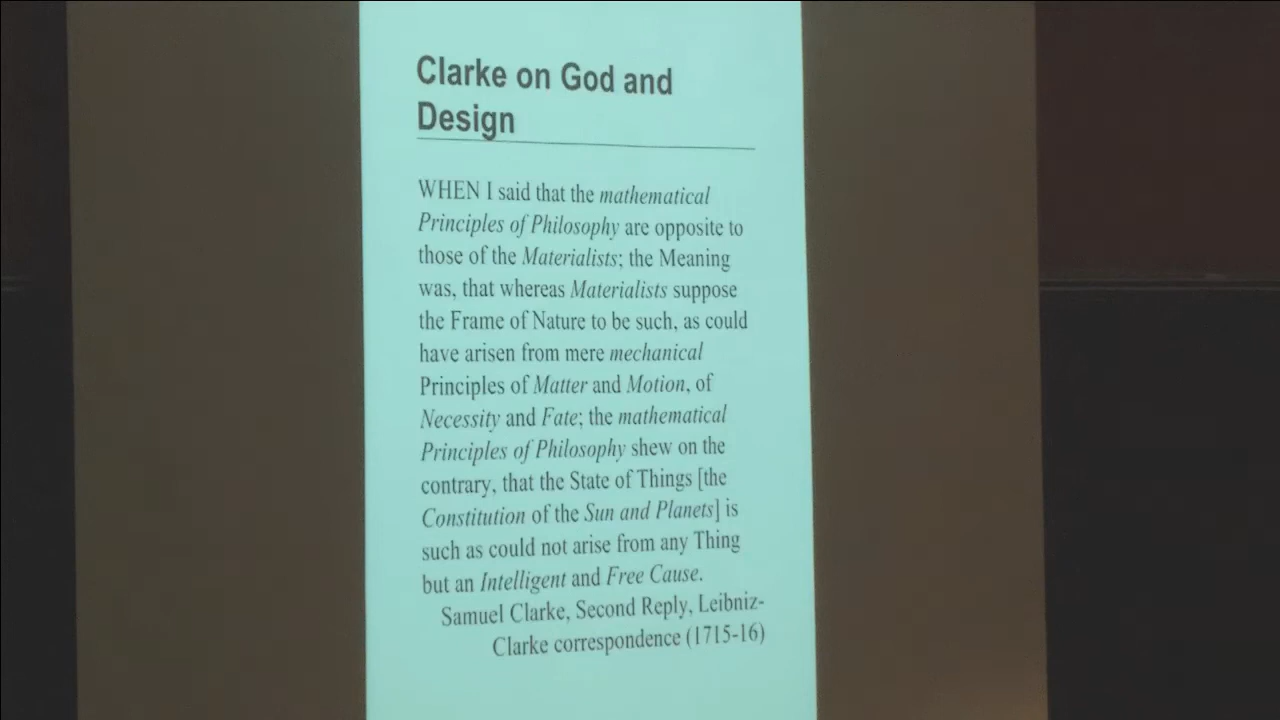 Clarke on God and
Design
WHEN I said that the mathematical
Principles of Philosophy are opposite to
those of the Materialists; the Meaning
was, that whereas Materialists suppose
the Frame of Nature to be such, as could
have arisen from mere mechanical
Principles of Matter and Motion, of
Necessity and Fate; the mathematical
Principles of Philosophy shew on the
contrary, that the State of Things [the
Constitution of the Sun and Planets] is
such as could not arise from any Thing
but an Intelligent and Free Cause.
Samuel Clarke, Second Reply, Leibniz-
Clarke correspondence (1715-16)